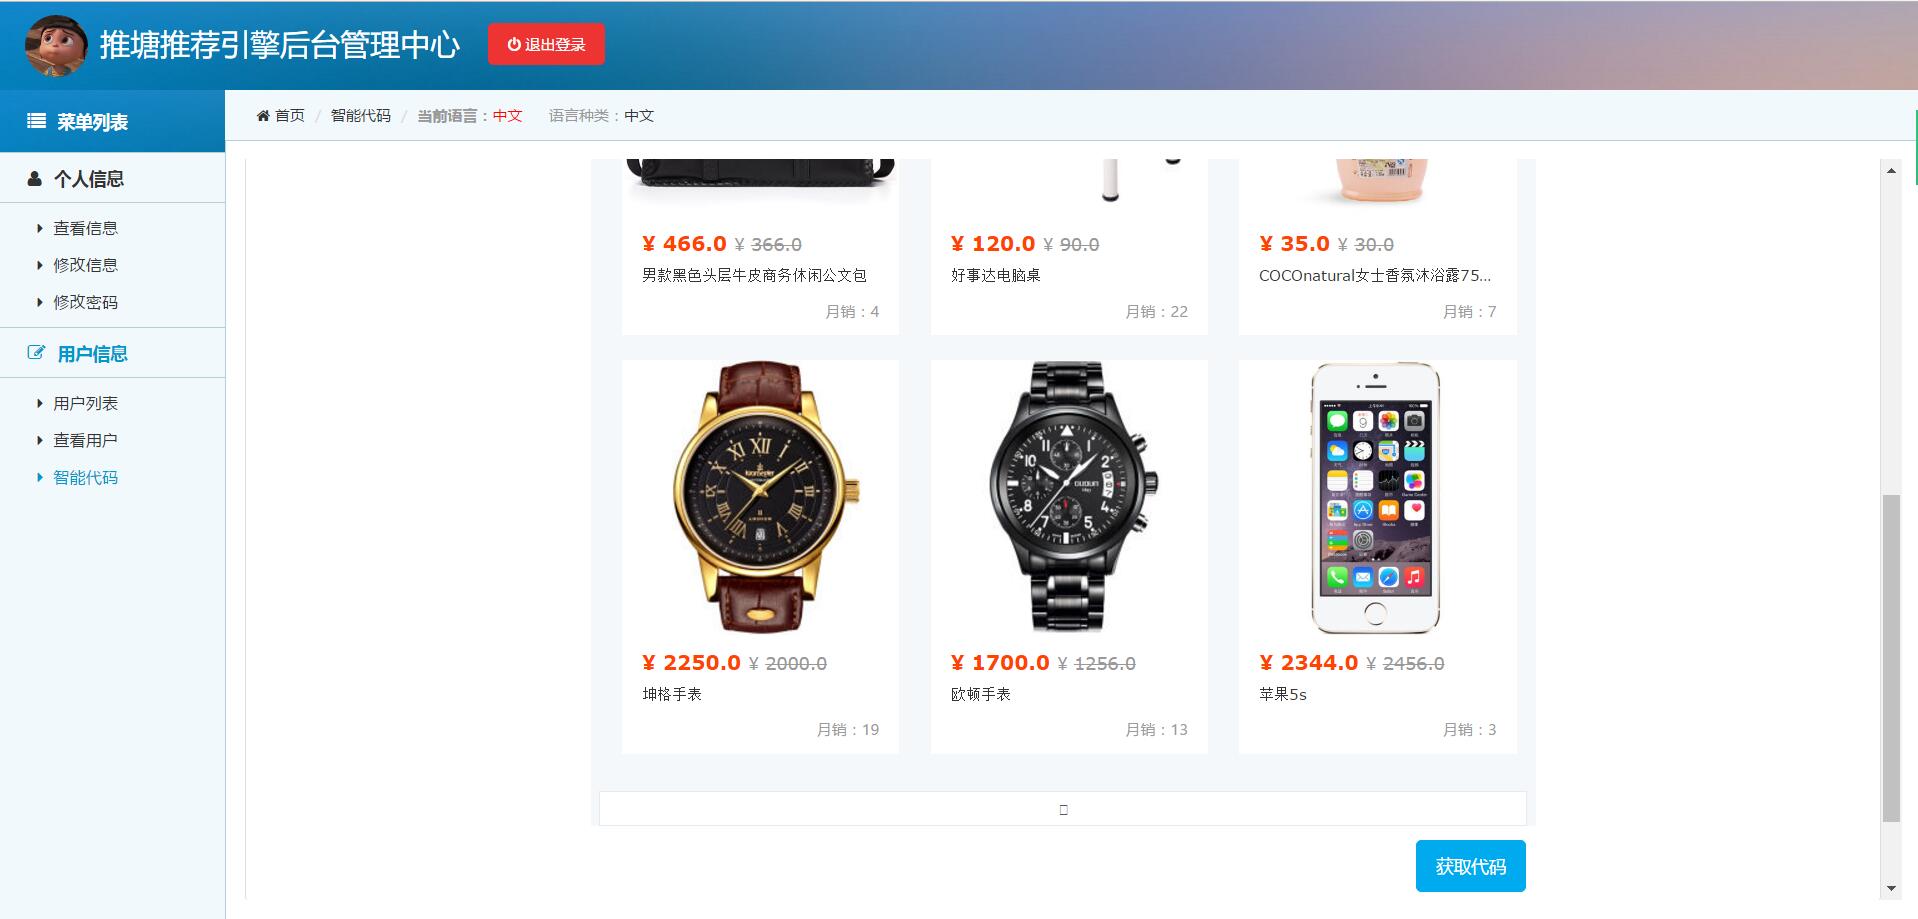 推塘推荐引擎后台管理中心
退出登录
菜单列表
首页 / 智能代码 / 当前语言：中文 语言种类：中文
个人信息
查看信息
修改信息
修改密码
用户信息
用户列表
查看用户
智能代码
¥ 466.0 ¥ 366.0
男款黑色头层牛皮商务休闲公文包
月销：4
¥ 120.0 ¥ 90.0
好事达电脑桌
月销：22
¥ 35.0 ¥ 30.0
COCOnatural女士香氛沐浴露75...
月销：7
¥ 2250.0 ¥ 2000.0
坤格手表
月销：19
¥ 1700.0 ¥ 1256.0
欧顿手表
月销：13
¥ 2344.0 ¥ 2456.0
苹果5s
月销：3
获取代码